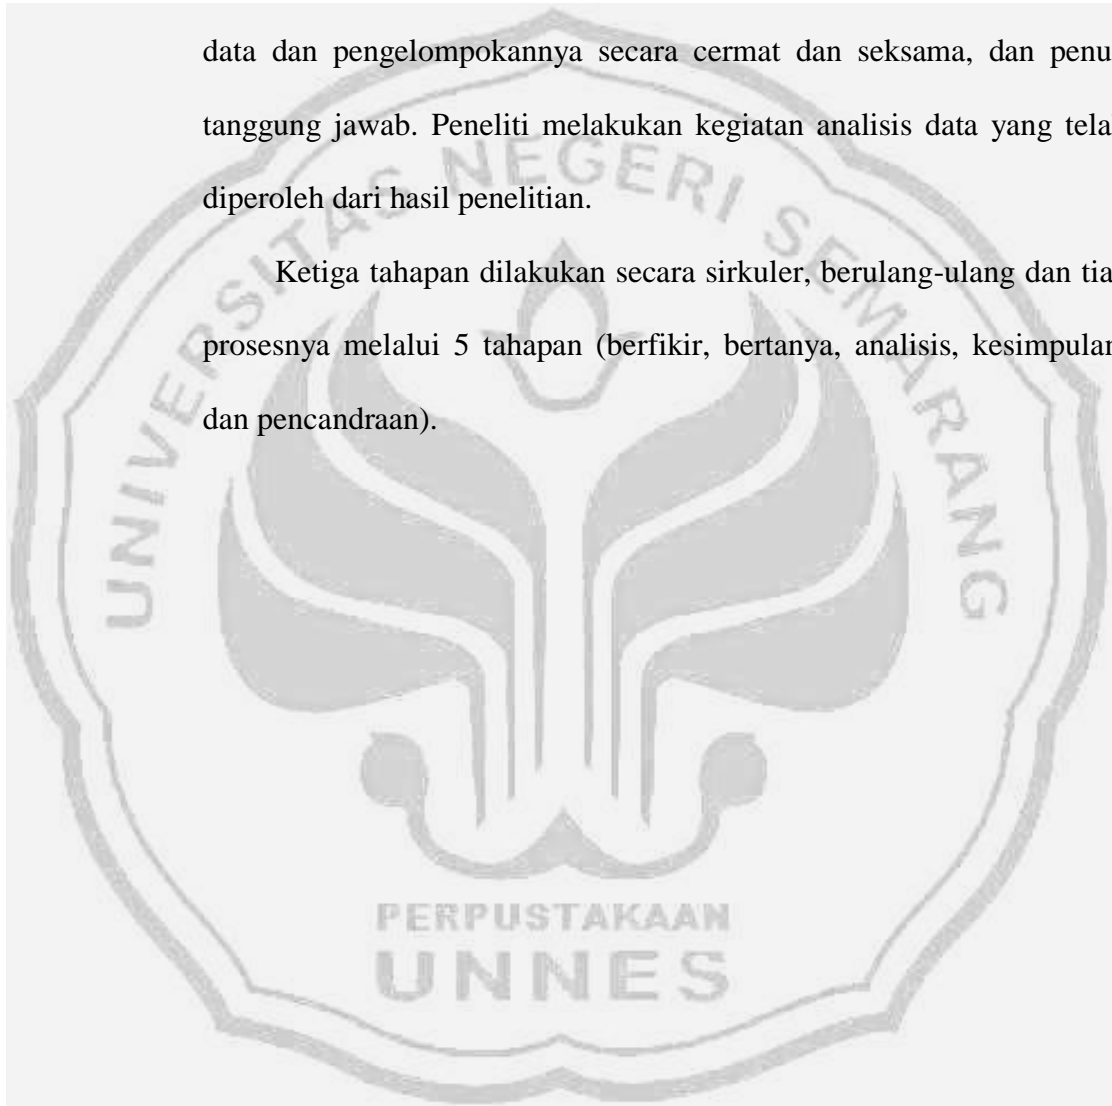 data dan pengelompokannya secara cermat dan seksama, dan penu
tanggung jawab. Peneliti melakukan kegiatan analisis data yang tela
diperoleh dari hasil penelitian.
Ketiga tahapan dilakukan secara sirkuler, berulang-ulang dan tia
prosesnya melalui 5 tahapan (berfikir, bertanya, analisis, kesimpulan
dan pencandraan).
UNIVERSITAS NEGERI SEMARANG
PERPUSTAKAAN
UNNES